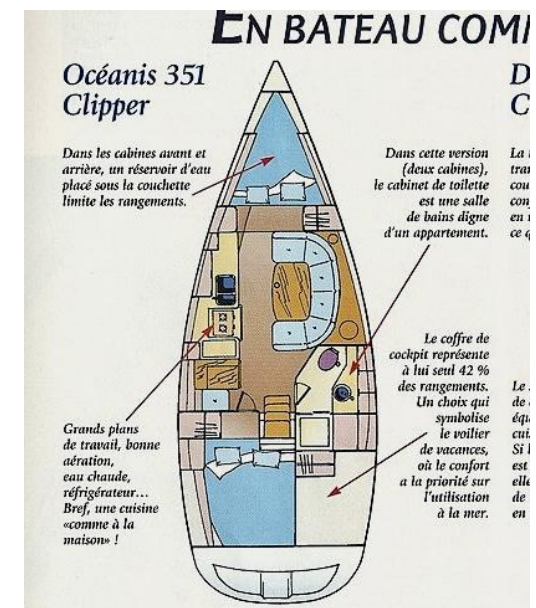 EN BATEAU COMM
Océanis 351
Clipper
D
C
Dans les cabines avant et
arrière, un réservoir d'eau
placé sous la couchette
limite les rangements.
Dans cette version
(deux cabines),
le cabinet de toilette
est une salle
de bains digne
d'un appartement.
Le coffre de
cockpit représente
à lui seul 42 %
des rangements.
Un choix qui
symbolise
le voilier
de vacances,
où le confort
a la priorité sur
l'utilisation
à la mer.
Grands plans
de travail, bonne
aération,
eau chaude,
réfrigérateur…
Bref, une cuisine
«comme à la
maison» !
La
tran
cou
con
en
ce q
Le
de
équ
cui
Si l
est
elle
de
en